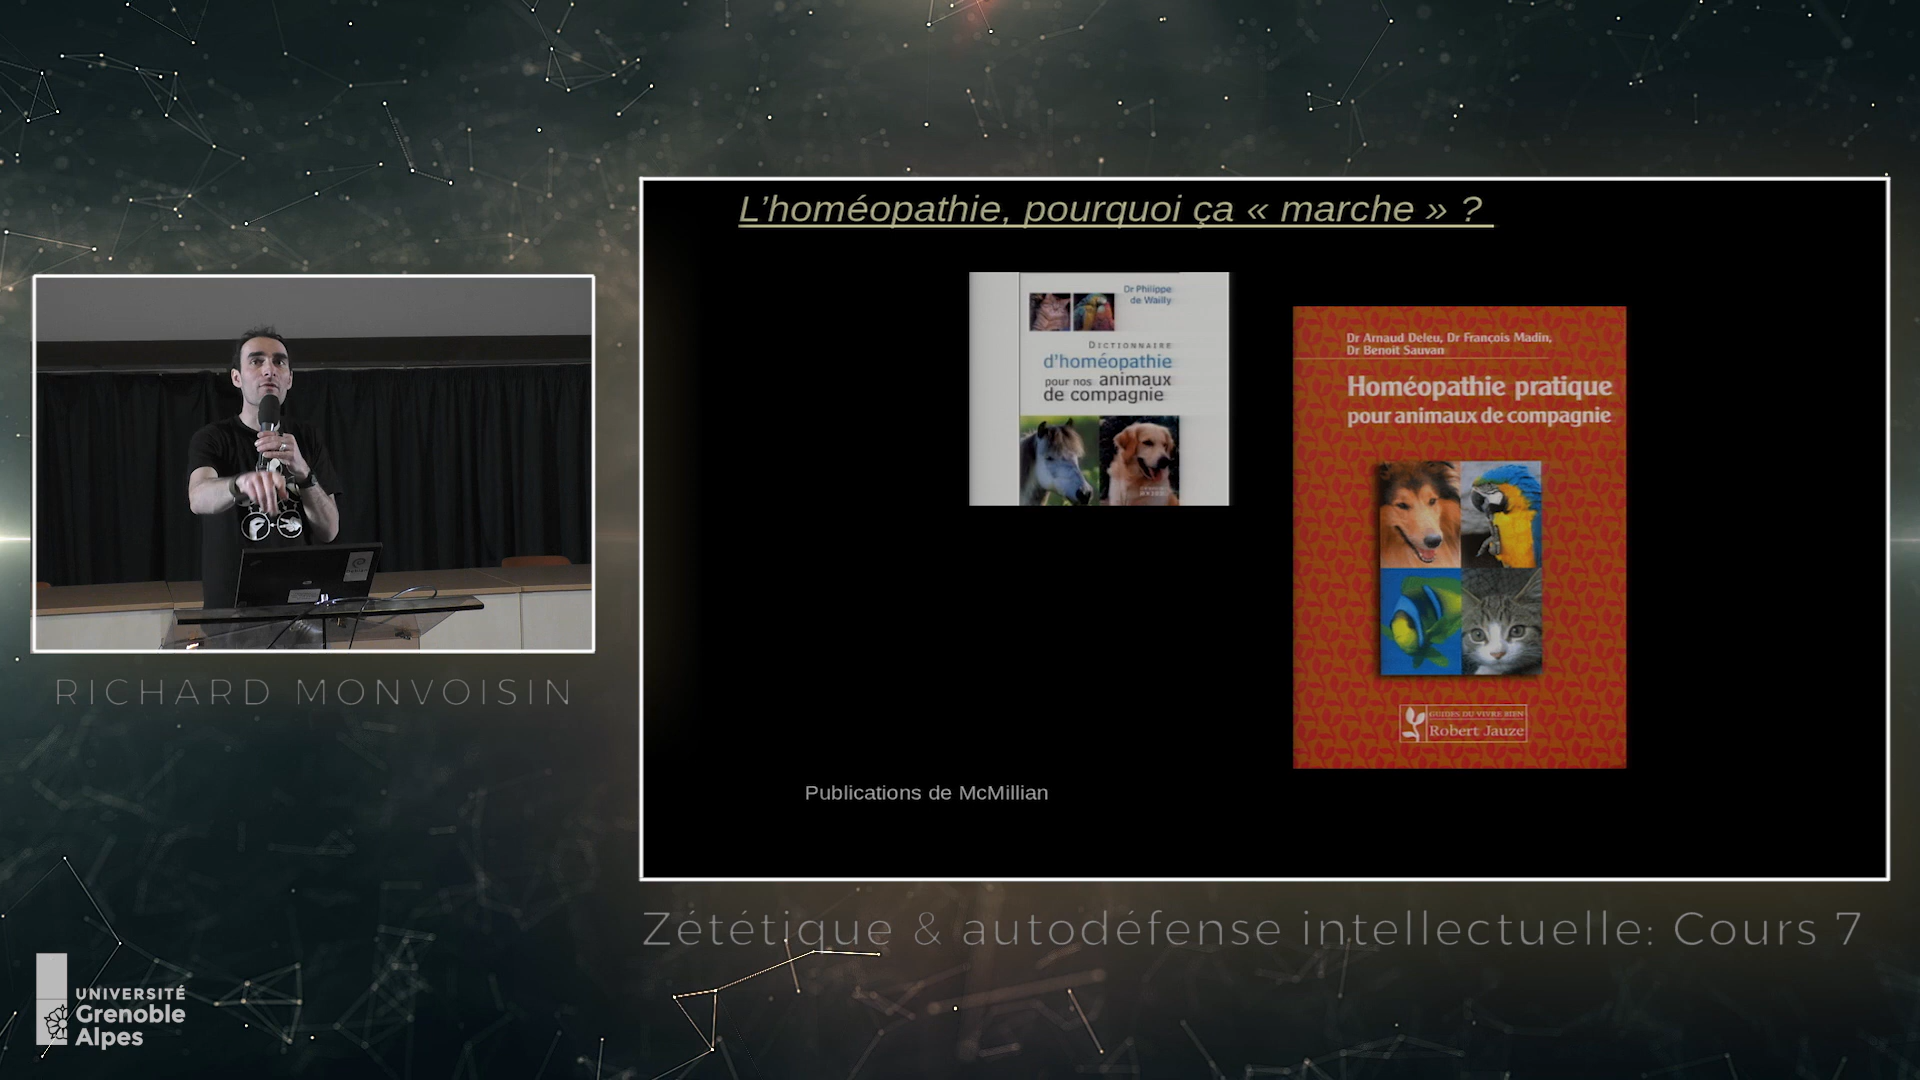 L'homéopathie, pourquoi ça « marche » ?
Dr Philippe
de Wailly
DICTIONNAIRE
d'homéopathie
pour nos animaux
de compagnie
Dr Arnaud Deleu, Dr François Madin,
Dr Benoit Sauvan
Homéopathie pratique
pour animaux de compagnie
GUIDES DU VIVRE BIEN
Robert Jauze
Publications de McMillian
RICHARD MONVOISIN
Zététique & autodéfense intellectuelle: Cours 7
UNIVERSITÉ
Grenoble
Alpes